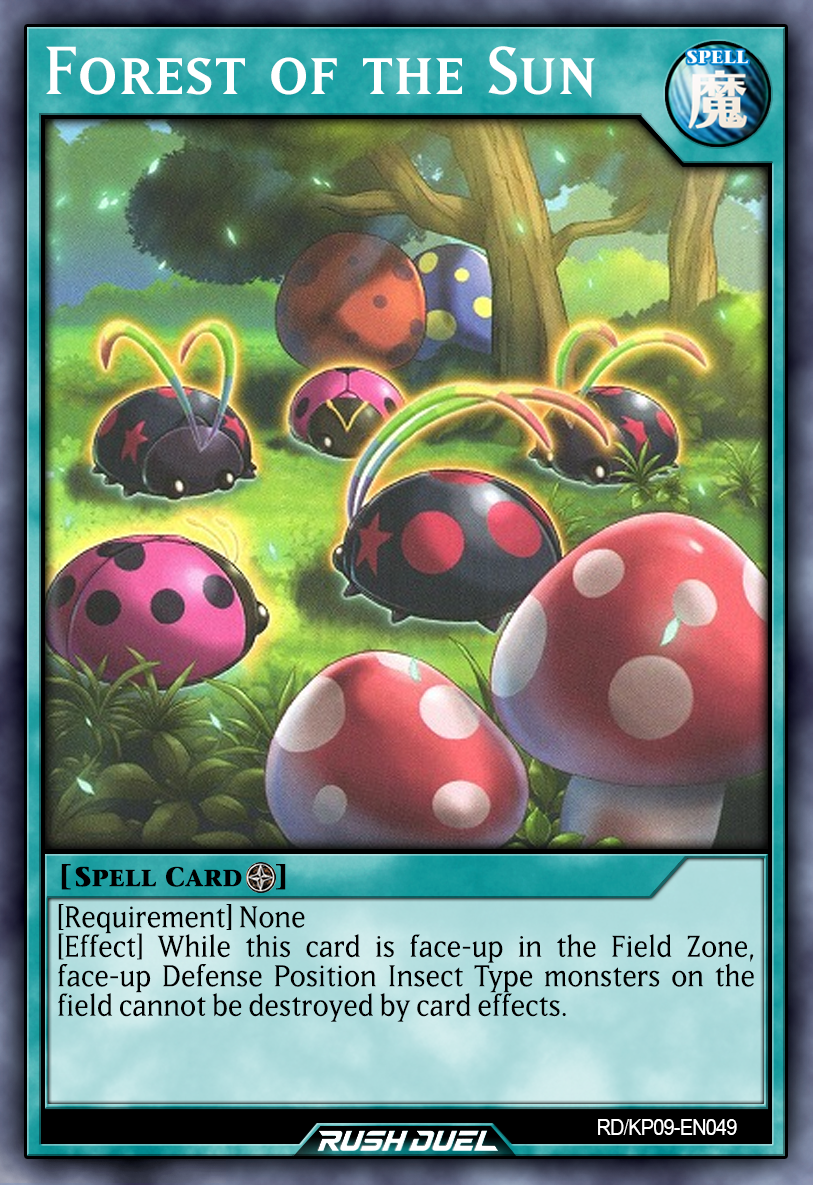 Forest of the Sun
SPELL
魔
[Spell Card]
[Requirement] None
[Effect] While this card is face-up in the Field Zone,
face-up Defense Position Insect Type monsters on the
field cannot be destroyed by card effects.
RD/KP09-EN049
RUSH DUEL